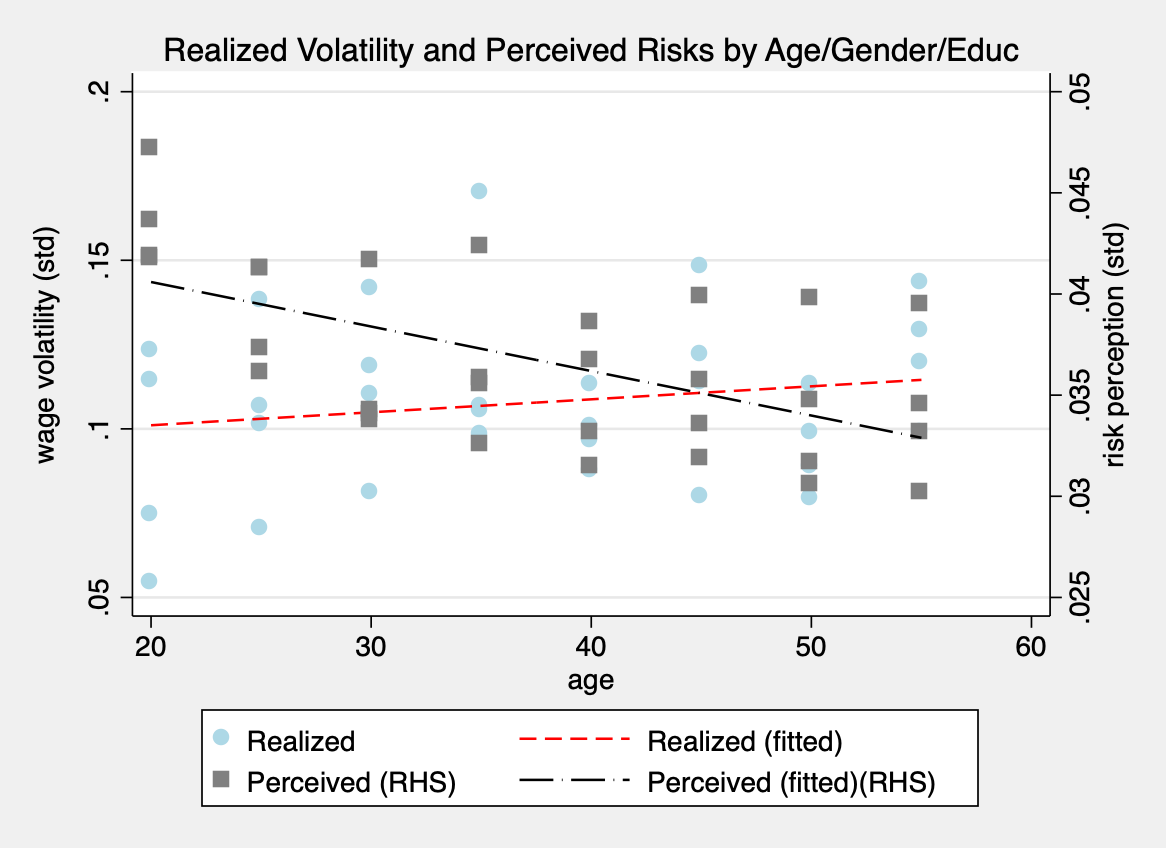 Realized Volatility and Perceived Risks by Age/Gender/Educ
wage volatility (std)
.2
.15
.1
.05
.05
.045
.04
.035
.03
.025
risk perception (std)
20 30 40 50 60
age
Realized
Realized (fitted)
Perceived (RHS)
Perceived (fitted)(RHS)